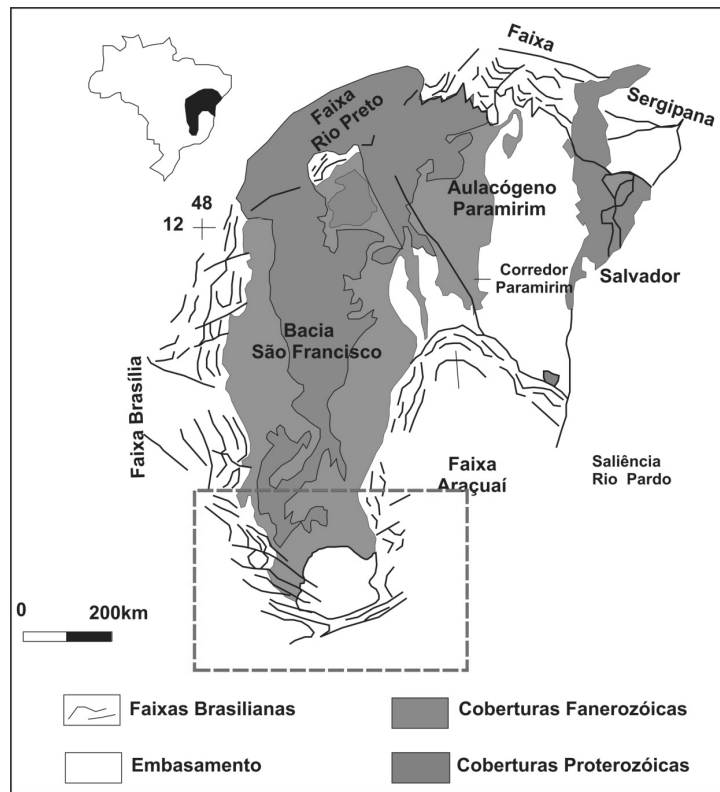 Faixa
Sergipana
Faixa
Rio Preto
48
12
Aulacógeno
Paramirim
Corredor
Paramirim
Salvador
Bacia
São Francisco
Faixa Brasília
Faixa
Araçuaí
Saliência
Rio Pardo
0 200km
Faixas Brasilianas
Coberturas Fanerozóicas
Embasamento
Coberturas Proterozóicas